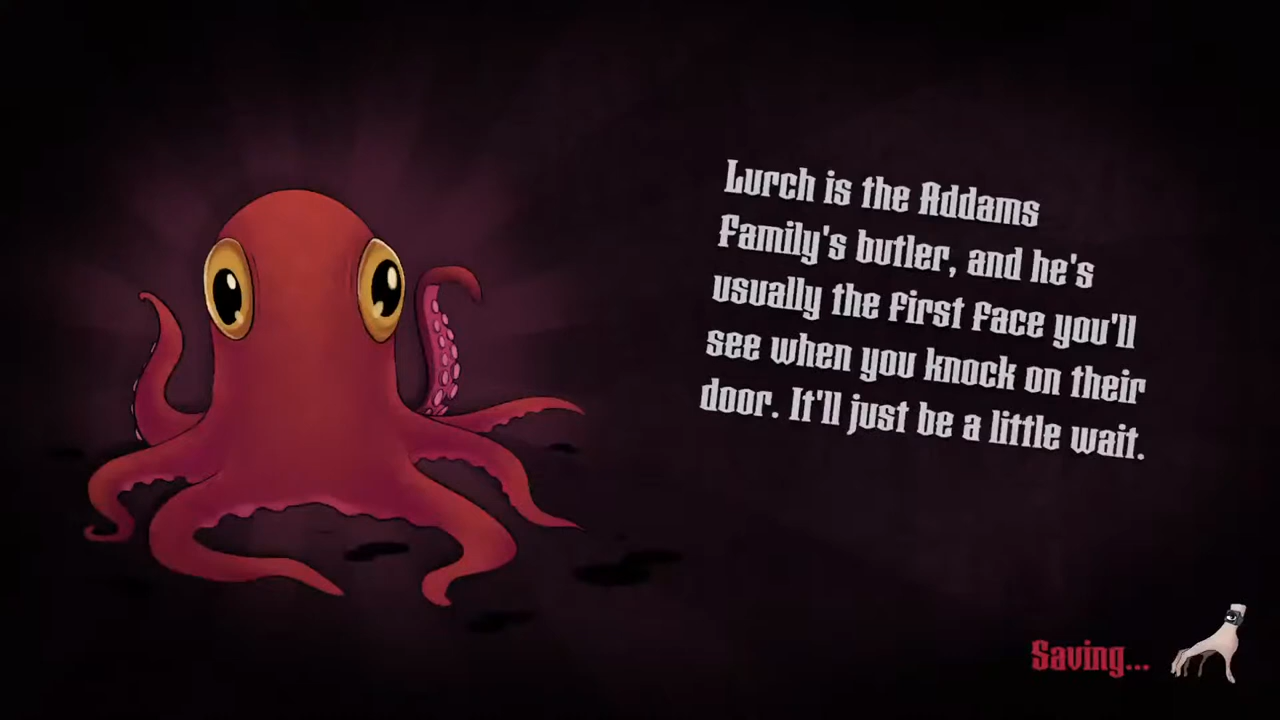 Lurch is the Addams
Family's butler, and he's
usually the first face you'll
see when you knock on their
door. It'll just be a little wait.
Saving...